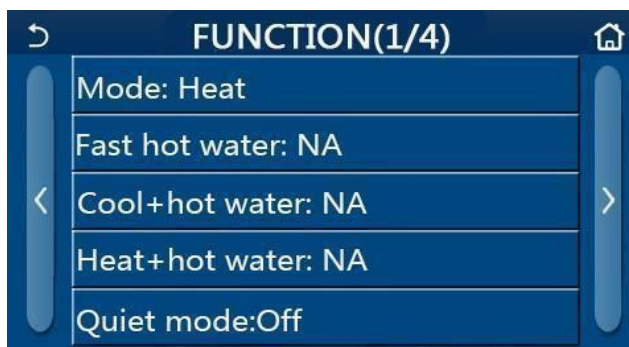 FUNCTION(1/4)
Mode: Heat
Fast hot water: NA
Cool+hot water: NA
Heat+hot water: NA
Quiet mode:Off